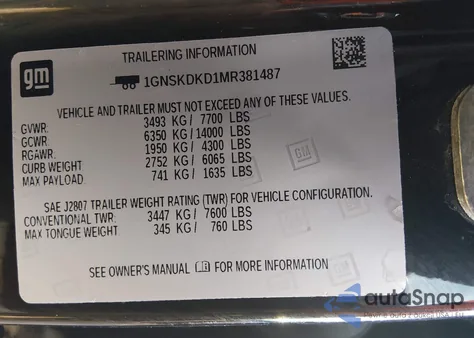 gm
TRAILERING INFORMATION
1GNSKDKD1MR381487
VEHICLE AND TRAILER MUST NOT EXCEED ANY OF THESE VALUES.
GVWR: 3493 KG/ 7700 LBS
GCWR: 6350 KG/14000 LBS
RGAWR: 1950 KG/ 4300 LBS
CURB WEIGHT 2752 KG/ 6065 LBS
MAX PAYLOAD: 741 KG/ 1635 LBS
SAE J2807 TRAILER WEIGHT RATING (TWR) FOR VEHICLE CONFIGURATION.
CONVENTIONAL TWR: 3447 KG/ 7600 LBS
MAX TONGUE WEIGHT: 345 KG/ 760 LBS
SEE OWNER'S MANUAL FOR MORE INFORMATION
GM
autoSnap